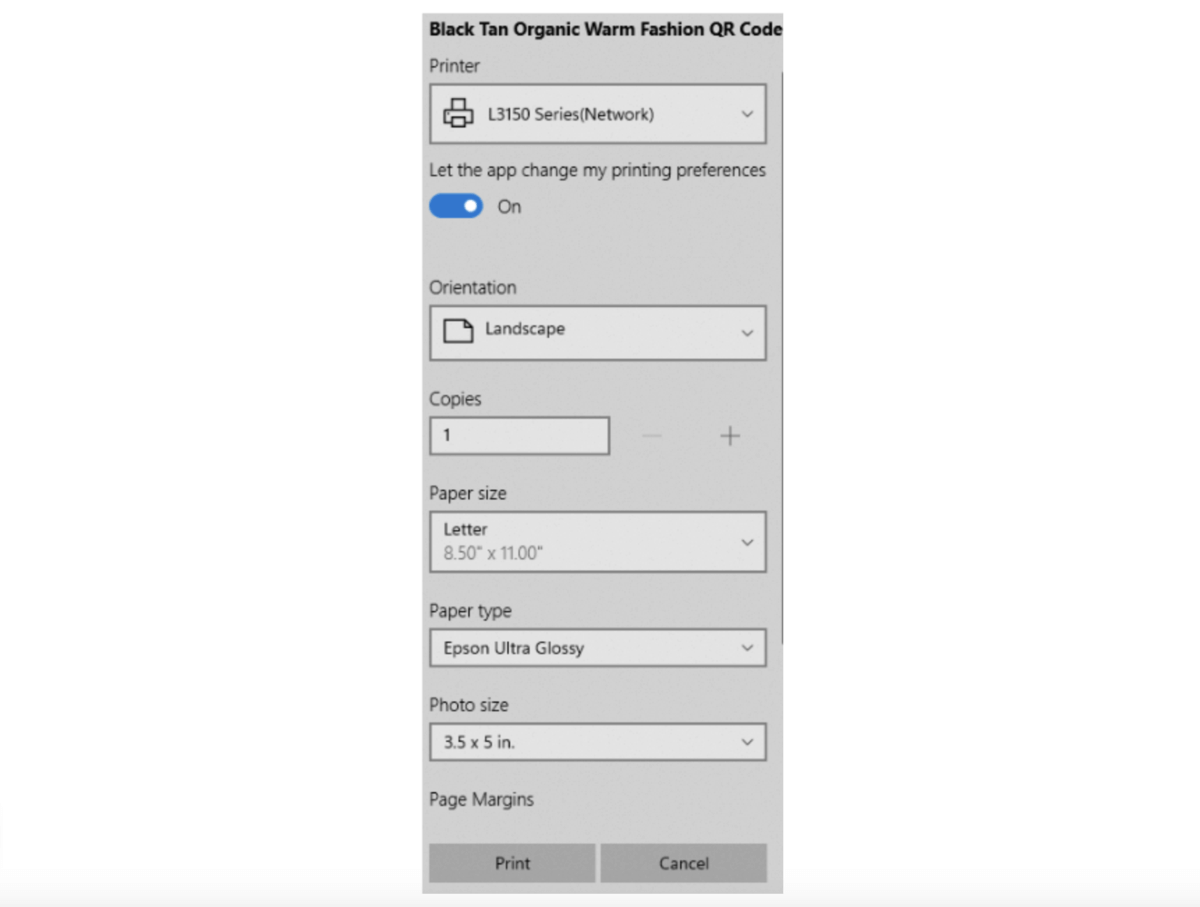 Black Tan Organic Warm Fashion QR Code
Printer
L3150 Series(Network)
Let the app change my printing preferences
On
Orientation
Landscape
Copies
1
Paper size
Letter
8.50" x 11.00"
Paper type
Epson Ultra Glossy
Photo size
3.5 x 5 in.
Page Margins
Print Cancel